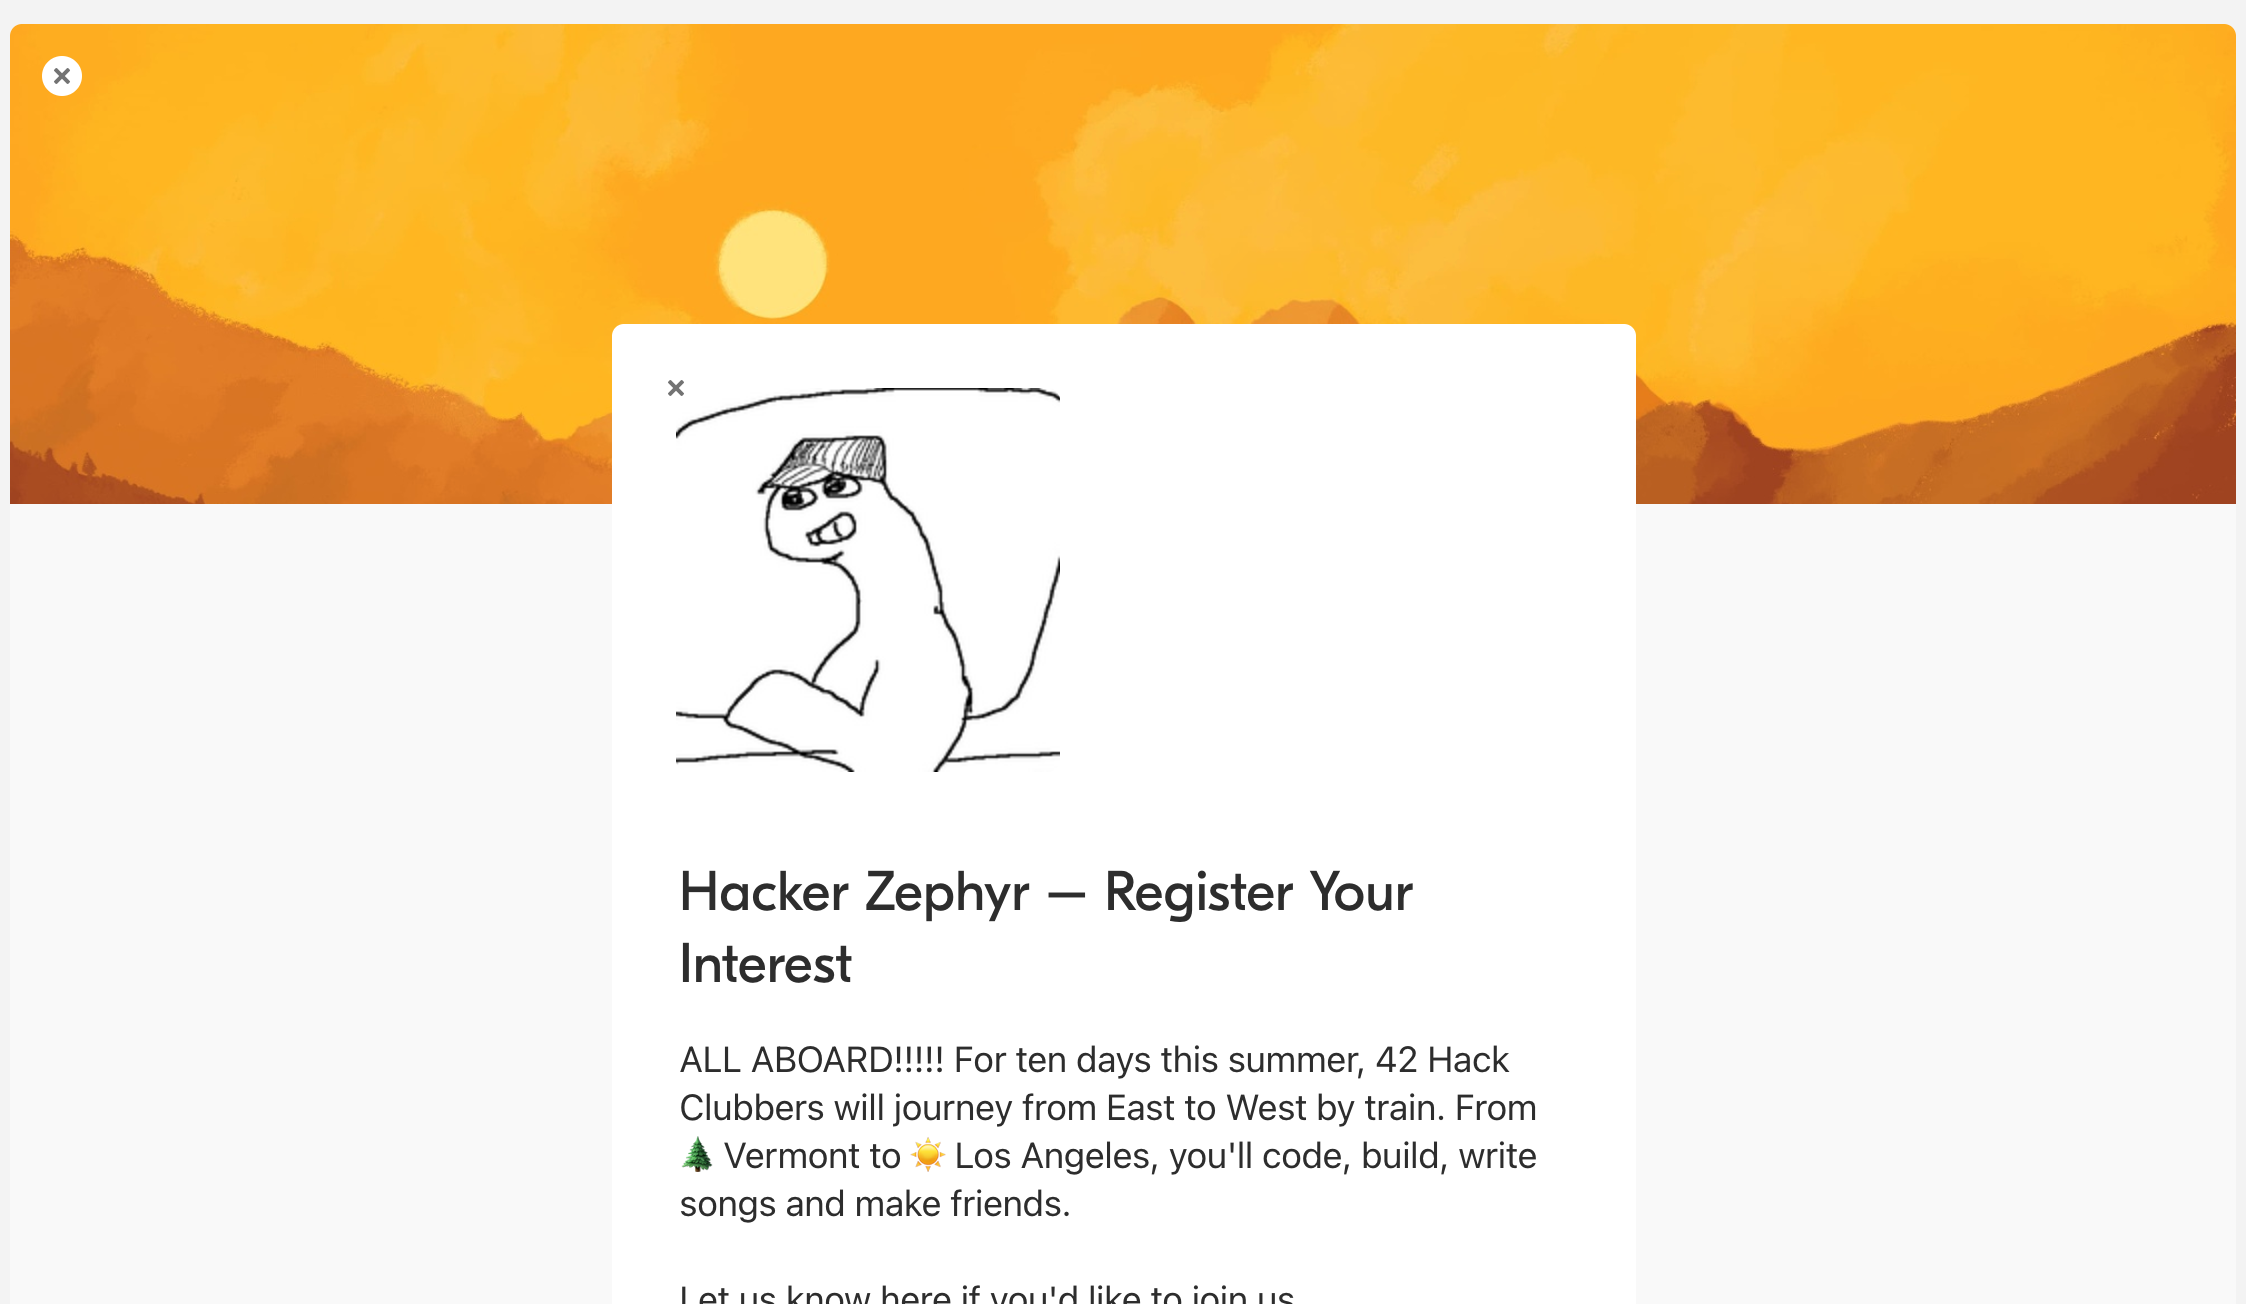 Hacker Zephyr — Register Your
Interest
ALL ABOARD!!!!! For ten days this summer, 42 Hack
Clubbers will journey from East to West by train. From
🌲 Vermont to ☀️ Los Angeles, you'll code, build, write
songs and make friends.
Let us know here if you'd like to join us